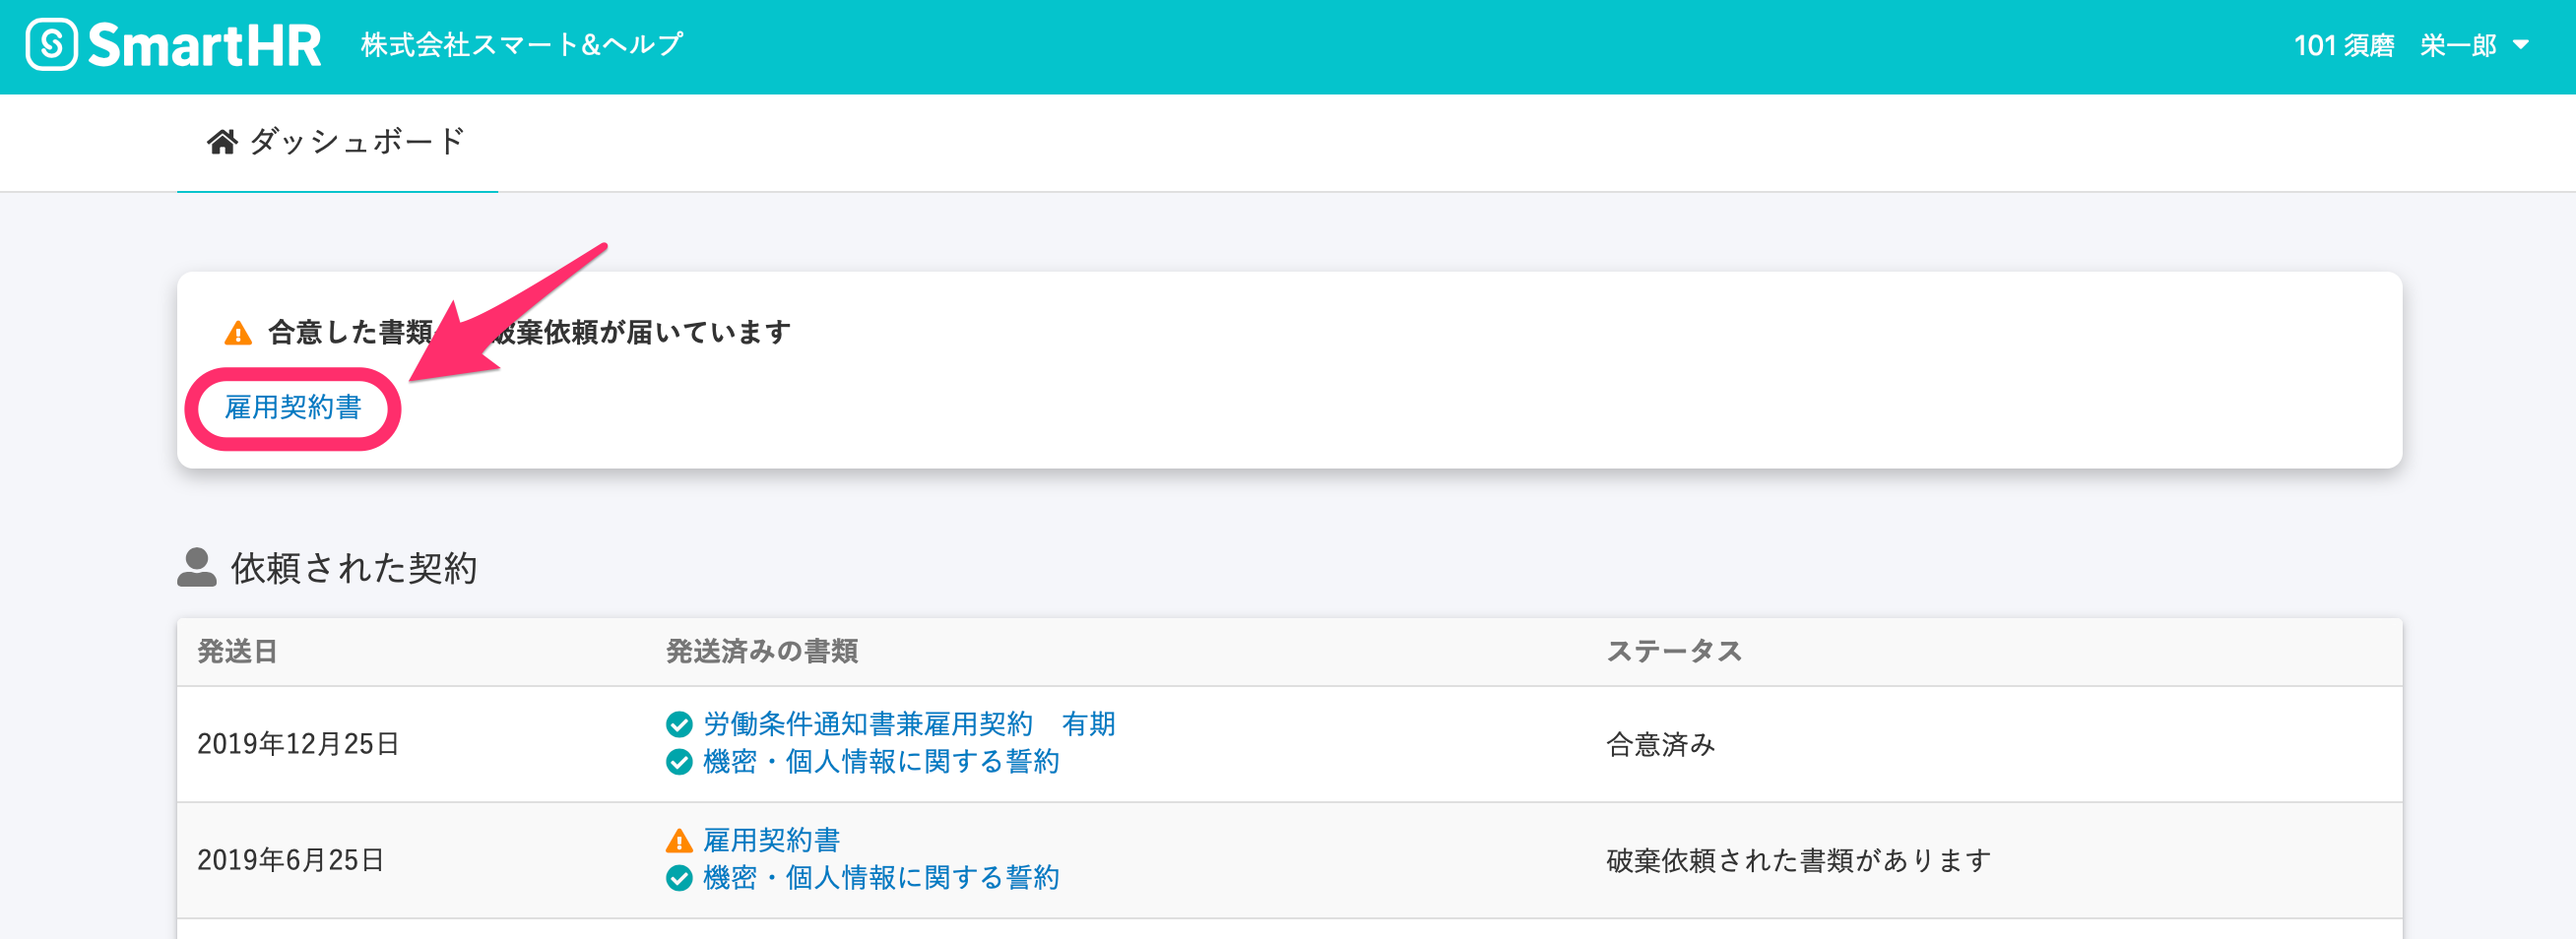 SmartHR 株式会社スマート&ヘルプ 101 須磨 栄一郎
ダッシュボード
合意した書類 破棄依頼が届いています
雇用契約書
依頼された契約
発送日 発送済みの書類 ステータス
2019年12月25日 労働条件通知書兼雇用契約 有期 合意済み
機密・個人情報に関する誓約
2019年6月25日 雇用契約書 破棄依頼された書類があります
機密・個人情報に関する誓約